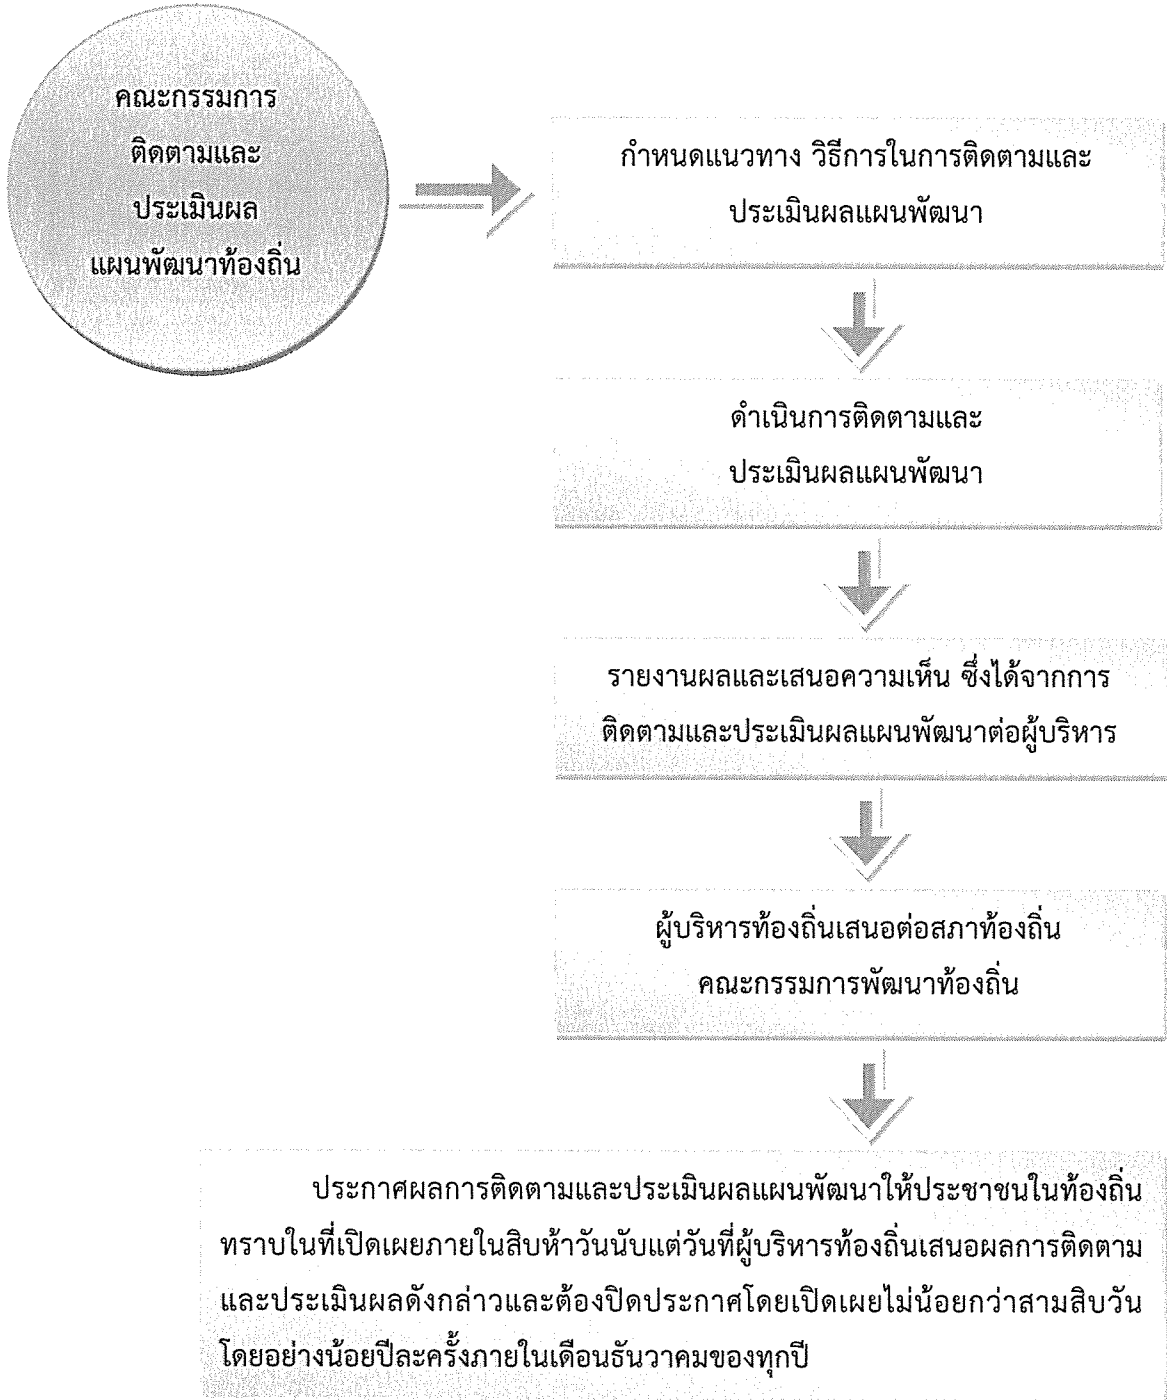 คณะกรรมการ
ติดตามและ
ประเมินผล
แผนพัฒนาท้องถิ่น
กำหนดแนวทาง วิธีการในการติดตามและ
ประเมินผลแผนพัฒนา
ดำเนินการติดตามและ
ประเมินผลแผนพัฒนา
รายงานผลและเสนอความเห็น ซึ่งได้จากการ
ติดตามและประเมินผลแผนพัฒนาต่อผู้บริหาร
ผู้บริหารท้องถิ่นเสนอต่อสภาท้องถิ่น
คณะกรรมการพัฒนาท้องถิ่น
ประกาศผลการติดตามและประเมินผลแผนพัฒนาให้ประชาชนในท้องถิ่น
ทราบในที่เปิดเผยภายในสิบห้าวันนับแต่วันที่ผู้บริหารท้องถิ่นเสนอผลการติดตาม
และประเมินผลดังกล่าวและต้องปิดประกาศโดยเปิดเผยไม่น้อยกว่าสามสิบวัน
โดยอย่างน้อยปีละครั้งภายในเดือนธันวาคมของทุกปี